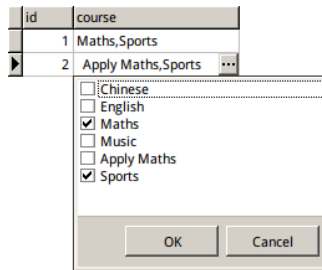 id course
1 Maths,Sports
2 Apply Maths,Sports ...
Chinese
English
Maths
Music
Apply Maths
Sports
OK Cancel